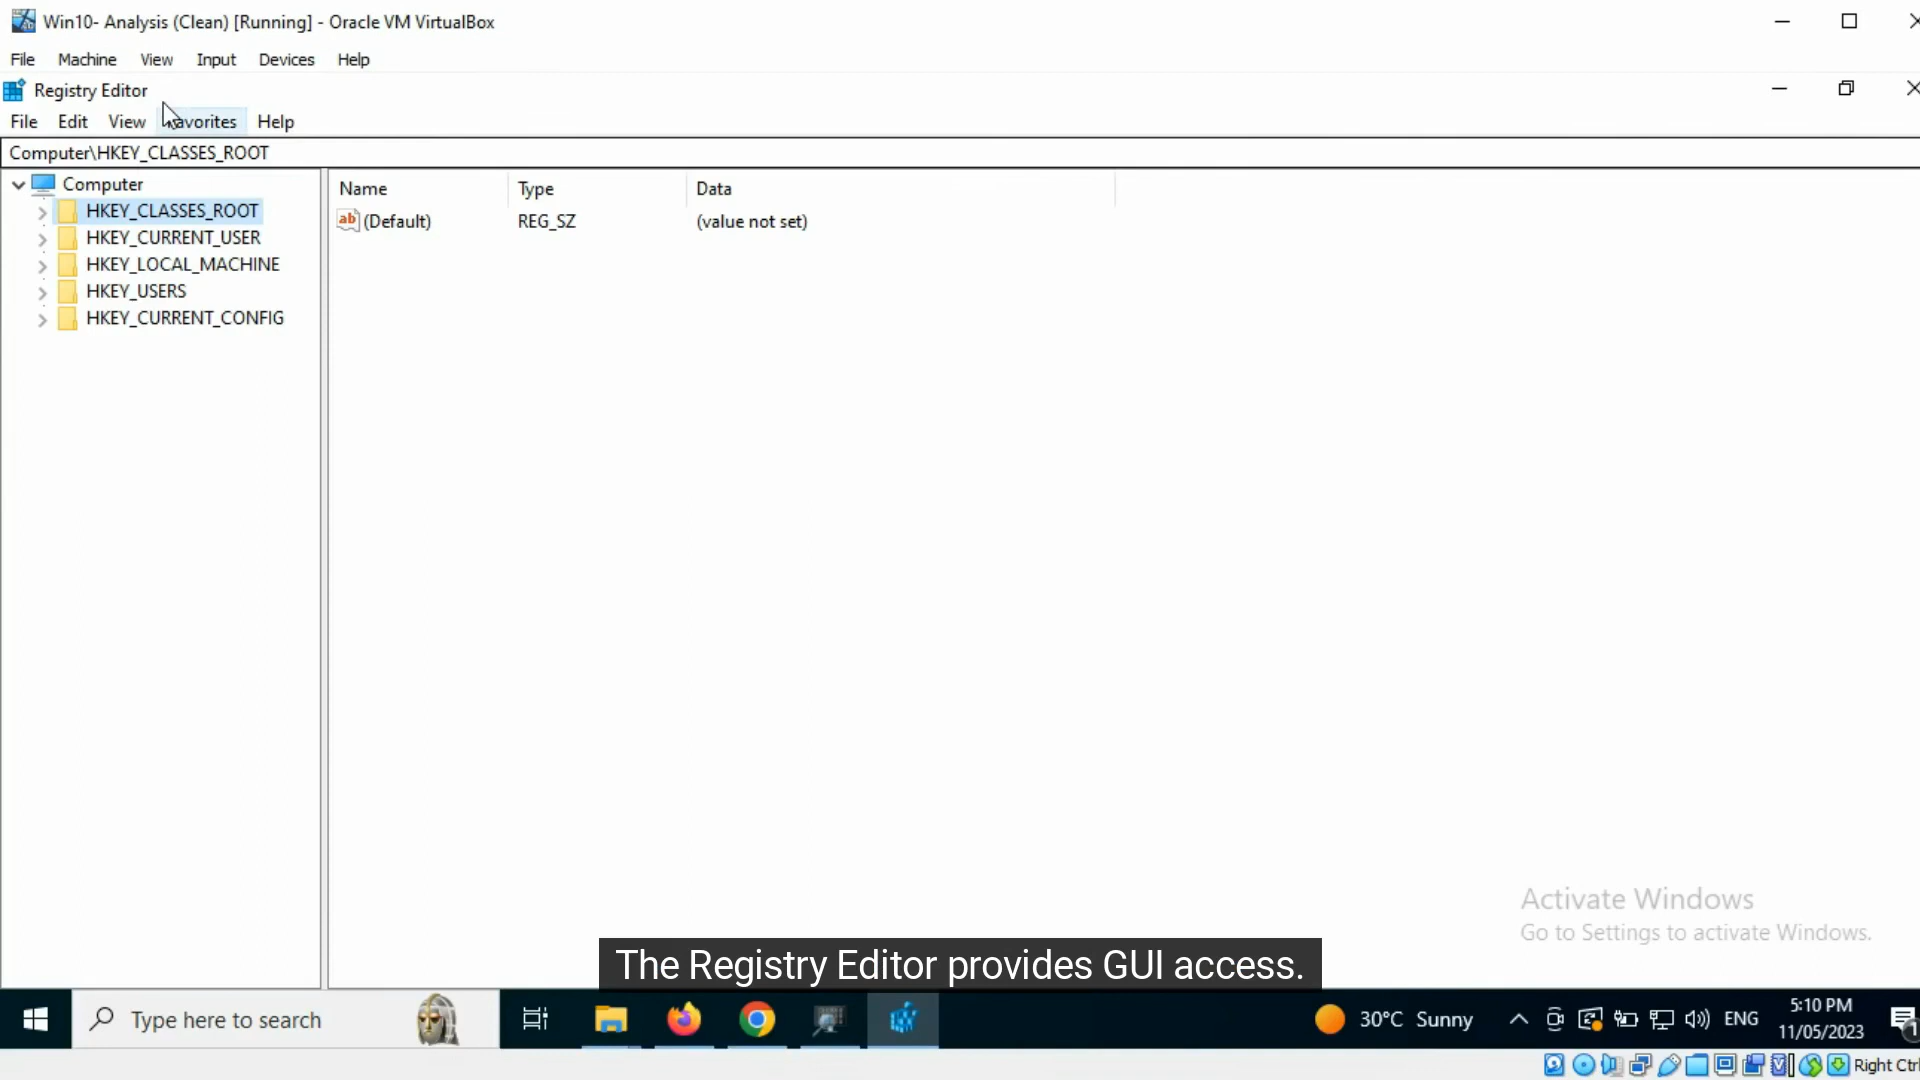 Win10- Analysis (Clean) [Running] - Oracle VM VirtualBox
File Machine View Input Devices Help
Registry Editor
File Edit View Favorites Help
Computer\HKEY_CLASSES_ROOT
Computer
HKEY_CLASSES_ROOT
HKEY_CURRENT_USER
HKEY_LOCAL_MACHINE
HKEY_USERS
HKEY_CURRENT_CONFIG
Name Type Data
(Default) REG_SZ (value not set)
Activate Windows
Go to Settings to activate Windows.
The Registry Editor provides GUI access.
Type here to search
30°C Sunny
ENG
5:10 PM
11/05/2023
1
Right Ctrl